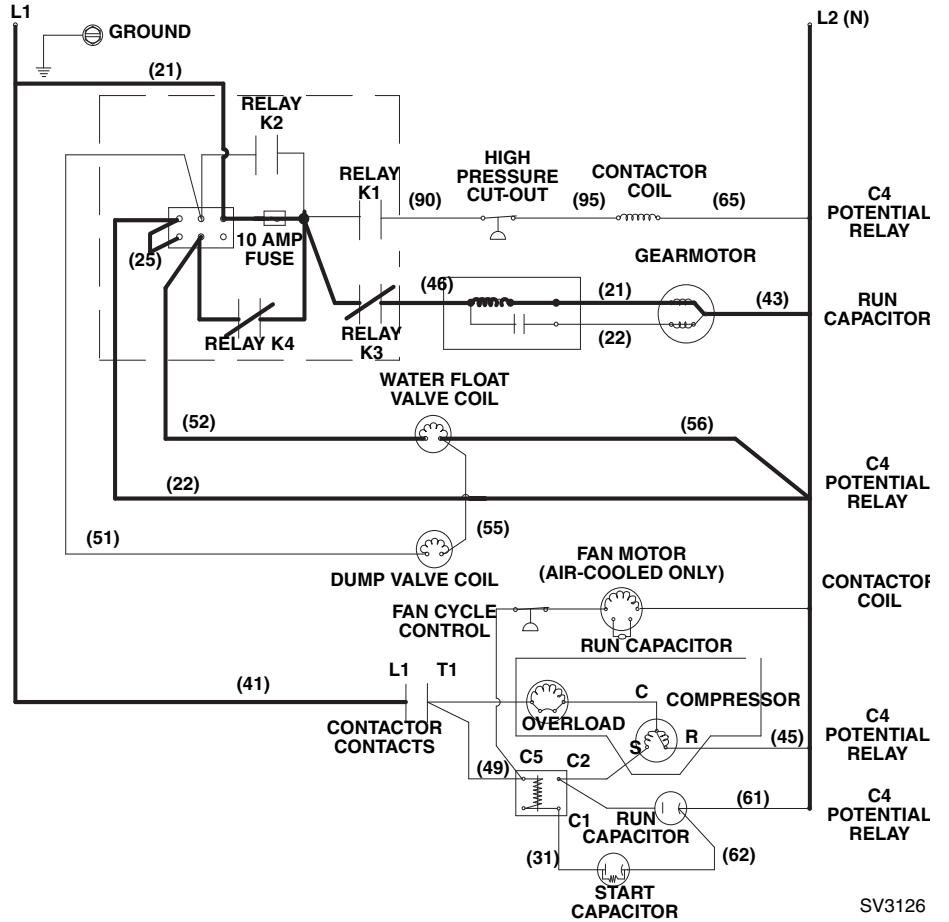 L1
L2 (N)
GROUND
(21)
RELAY
K2
RELAY
K1
(90)
HIGH
PRESSURE
CUT-OUT
(95)
CONTACTOR
COIL
(65)
C4
POTENTIAL
RELAY
(25)
10 AMP
FUSE
GEARMOTOR
(46)
(21)
(43)
RUN
CAPACITOR
RELAY K4
RELAY
K3
(22)
WATER FLOAT
VALVE COIL
(52)
(56)
C4
POTENTIAL
RELAY
(22)
(51)
(55)
DUMP VALVE COIL
FAN MOTOR
(AIR-COOLED ONLY)
CONTACTOR
COIL
FAN CYCLE
CONTROL
RUN CAPACITOR
L1 T1
(41)
C
COMPRESSOR
OVERLOAD
CONTACTOR
CONTACTS
S
R
(45)
C4
POTENTIAL
RELAY
(49)
C5
C2
C1
RUN
CAPACITOR
(61)
C4
POTENTIAL
RELAY
(31)
(62)
START
CAPACITOR
SV3126